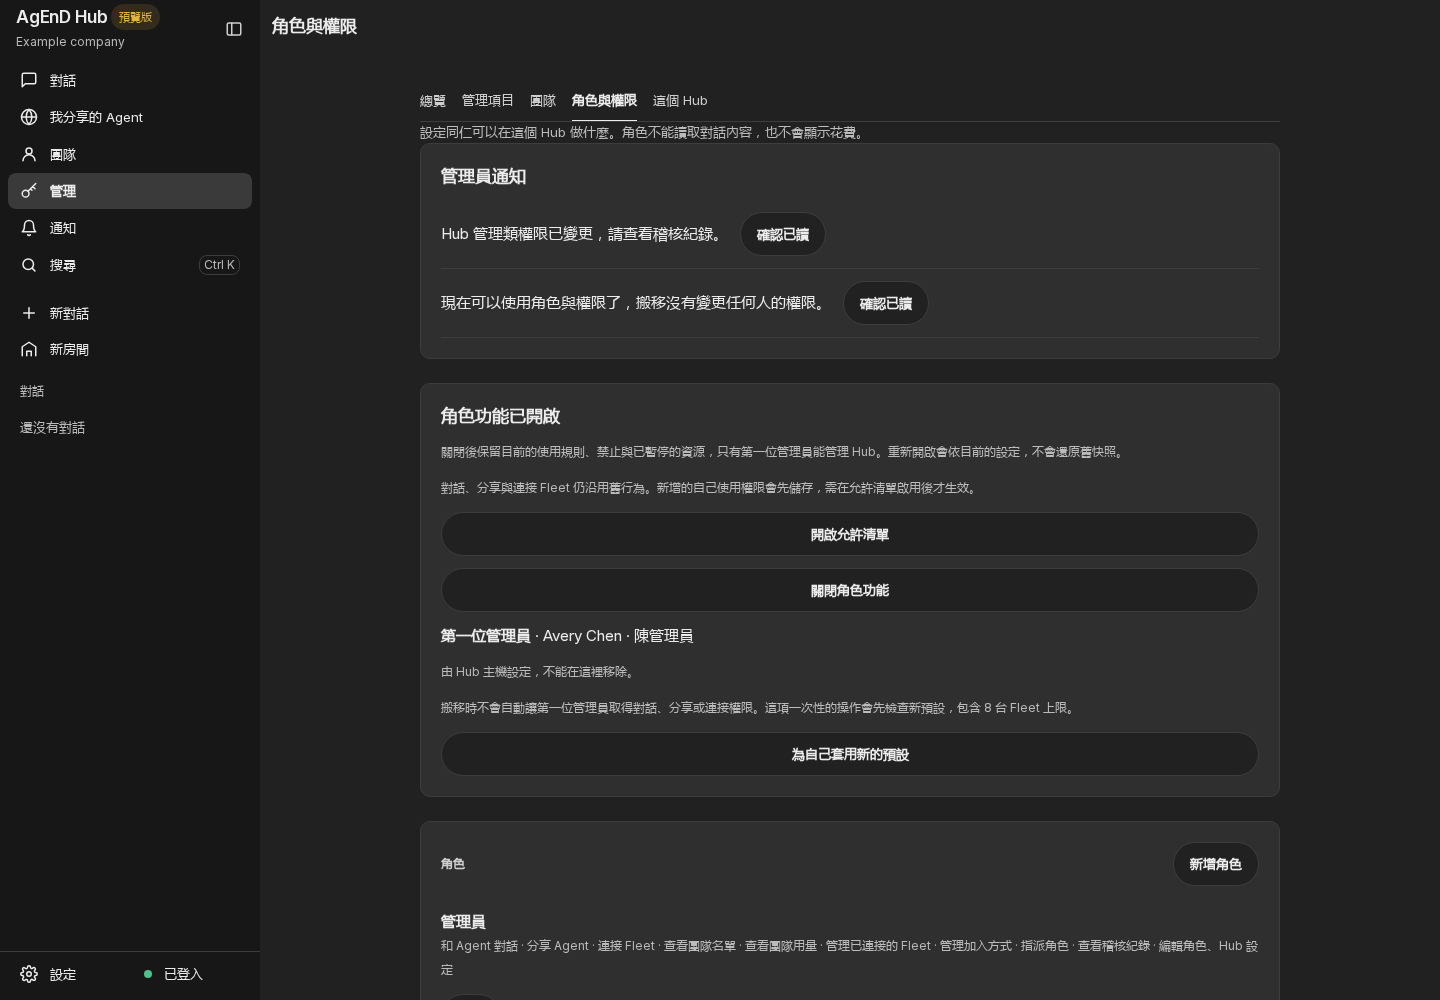 AgEnD Hub 預覽版
Example company
對話
我分享的 Agent
團隊
管理
通知
搜尋 Ctrl K
新對話
新房間
對話
還沒有對話
設定 已登入
角色與權限
總覽 管理項目 團隊 角色與權限 這個 Hub
設定同仁可以在這個 Hub 做什麼。角色不能讀取對話內容，也不會顯示花費。
管理員通知
Hub 管理類權限已變更，請查看稽核紀錄。 確認已讀
現在可以使用角色與權限了，搬移沒有變更任何人的權限。 確認已讀
角色功能已開啟
關閉後保留目前的使用規則、禁止與已暫停的資源，只有第一位管理員能管理 Hub。重新開啟會依目前的設定，不會還原舊快照。
對話、分享與連接 Fleet 仍沿用舊行為。新增的自己使用權限會先儲存，需在允許清單啟用後才生效。
開啟允許清單
關閉角色功能
第一位管理員 · Avery Chen · 陳管理員
由 Hub 主機設定，不能在這裡移除。
搬移時不會自動讓第一位管理員取得對話、分享或連接權限。這項一次性的操作會先檢查新預設，包含 8 台 Fleet 上限。
為自己套用新的預設
角色 新增角色
管理員
和 Agent 對話 · 分享 Agent · 連接 Fleet · 查看團隊名單 · 查看團隊用量 · 管理已連接的 Fleet · 管理加入方式 · 指派角色 · 查看稽核紀錄 · 編輯角色、Hub 設
定